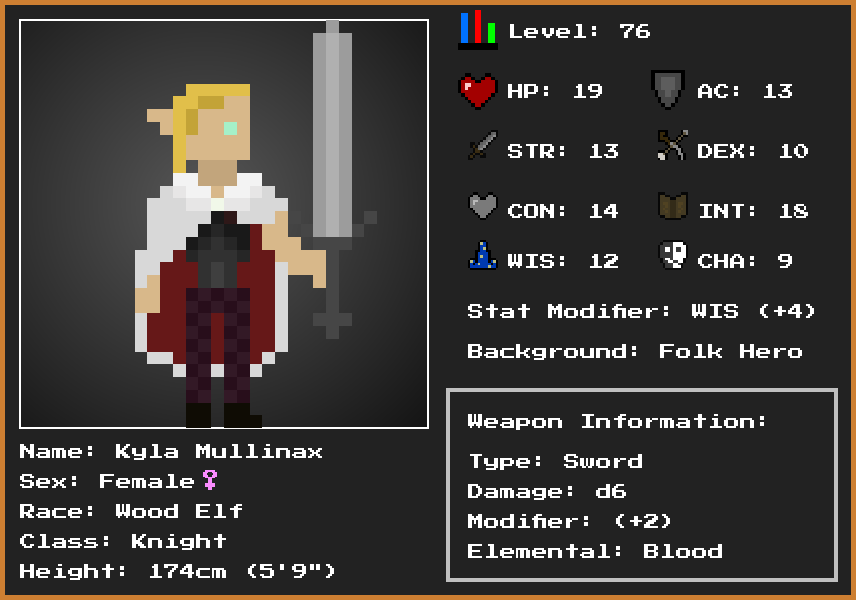 Level: 76
HP: 19
AC: 13
STR: 13
DEX: 10
CON: 14
INT: 18
WIS: 12
CHA: 9
Stat Modifier: WIS (+4)
Background: Folk Hero
Name: Kyla Mullinax
Sex: Female♀
Race: Wood Elf
Class: Knight
Height: 174cm (5'9")
Weapon Information:
Type: Sword
Damage: d6
Modifier: (+2)
Elemental: Blood